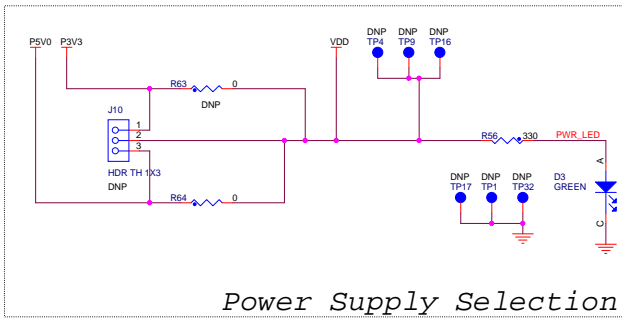 P5V0 P3V3 VDD
DNP DNP DNP
TP4 TP9 TP16
R63 0
DNP
J10
1
2
3
HDR TH 1X3
DNP
R56 330 PWR_LED
A
D3
GREEN
C
DNP DNP DNP
TP17 TP1 TP32
R64 0
Power Supply Selection